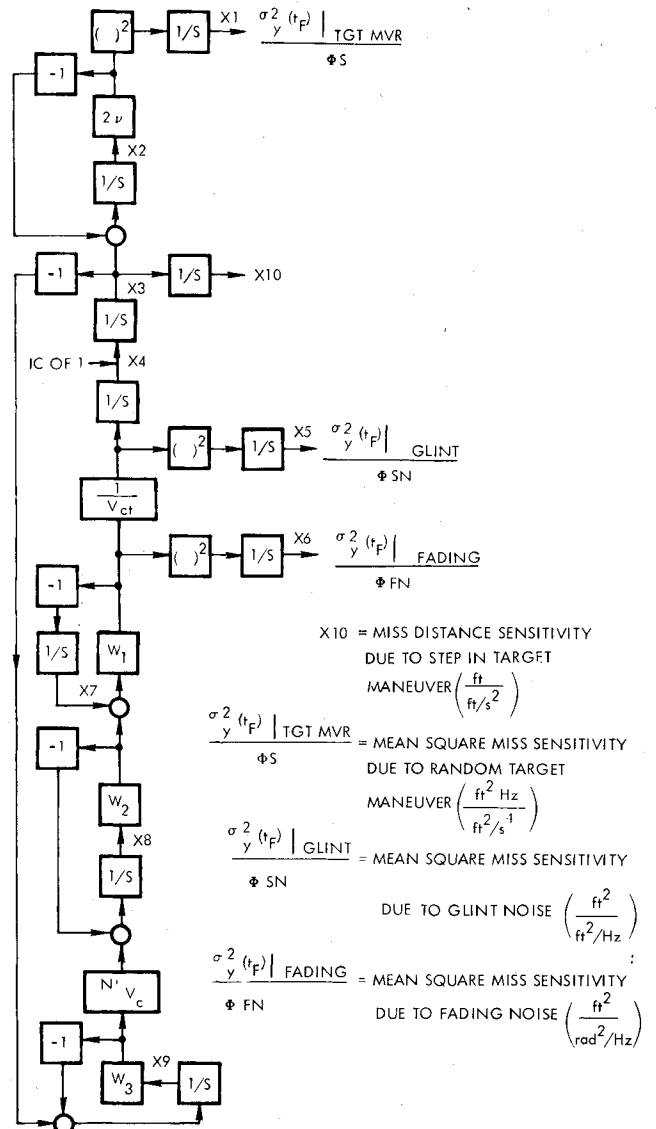 ( )²
1/S
X1
σ²y (tF) | TGT MVR
ΦS
-1
2ν
X2
1/S
-1
1/S
X10
X3
1/S
IC OF 1
X4
1/S
( )²
1/S
X5
σ²y (tF)| GLINT
Φ SN
1
Vct
( )²
1/S
X6
σ²y (tF)| FADING
Φ FN
-1
1/S
W1
X7
X10 = MISS DISTANCE SENSITIVITY
DUE TO STEP IN TARGET
MANEUVER (ft / ft/s²)
-1
W2
X8
1/S
σ²y (tF) | TGT MVR
ΦS
= MEAN SQUARE MISS SENSITIVITY
DUE TO RANDOM TARGET
MANEUVER (ft² Hz / ft²/s⁻⁴)
σ²y (tF) | GLINT
Φ SN
= MEAN SQUARE MISS SENSITIVITY
DUE TO GLINT NOISE (ft² / ft²/Hz)
N' Vc
σ²y (tF)| FADING
Φ FN
= MEAN SQUARE MISS SENSITIVITY
DUE TO FADING NOISE (ft² / rad²/Hz)
-1
W3
X9
1/S